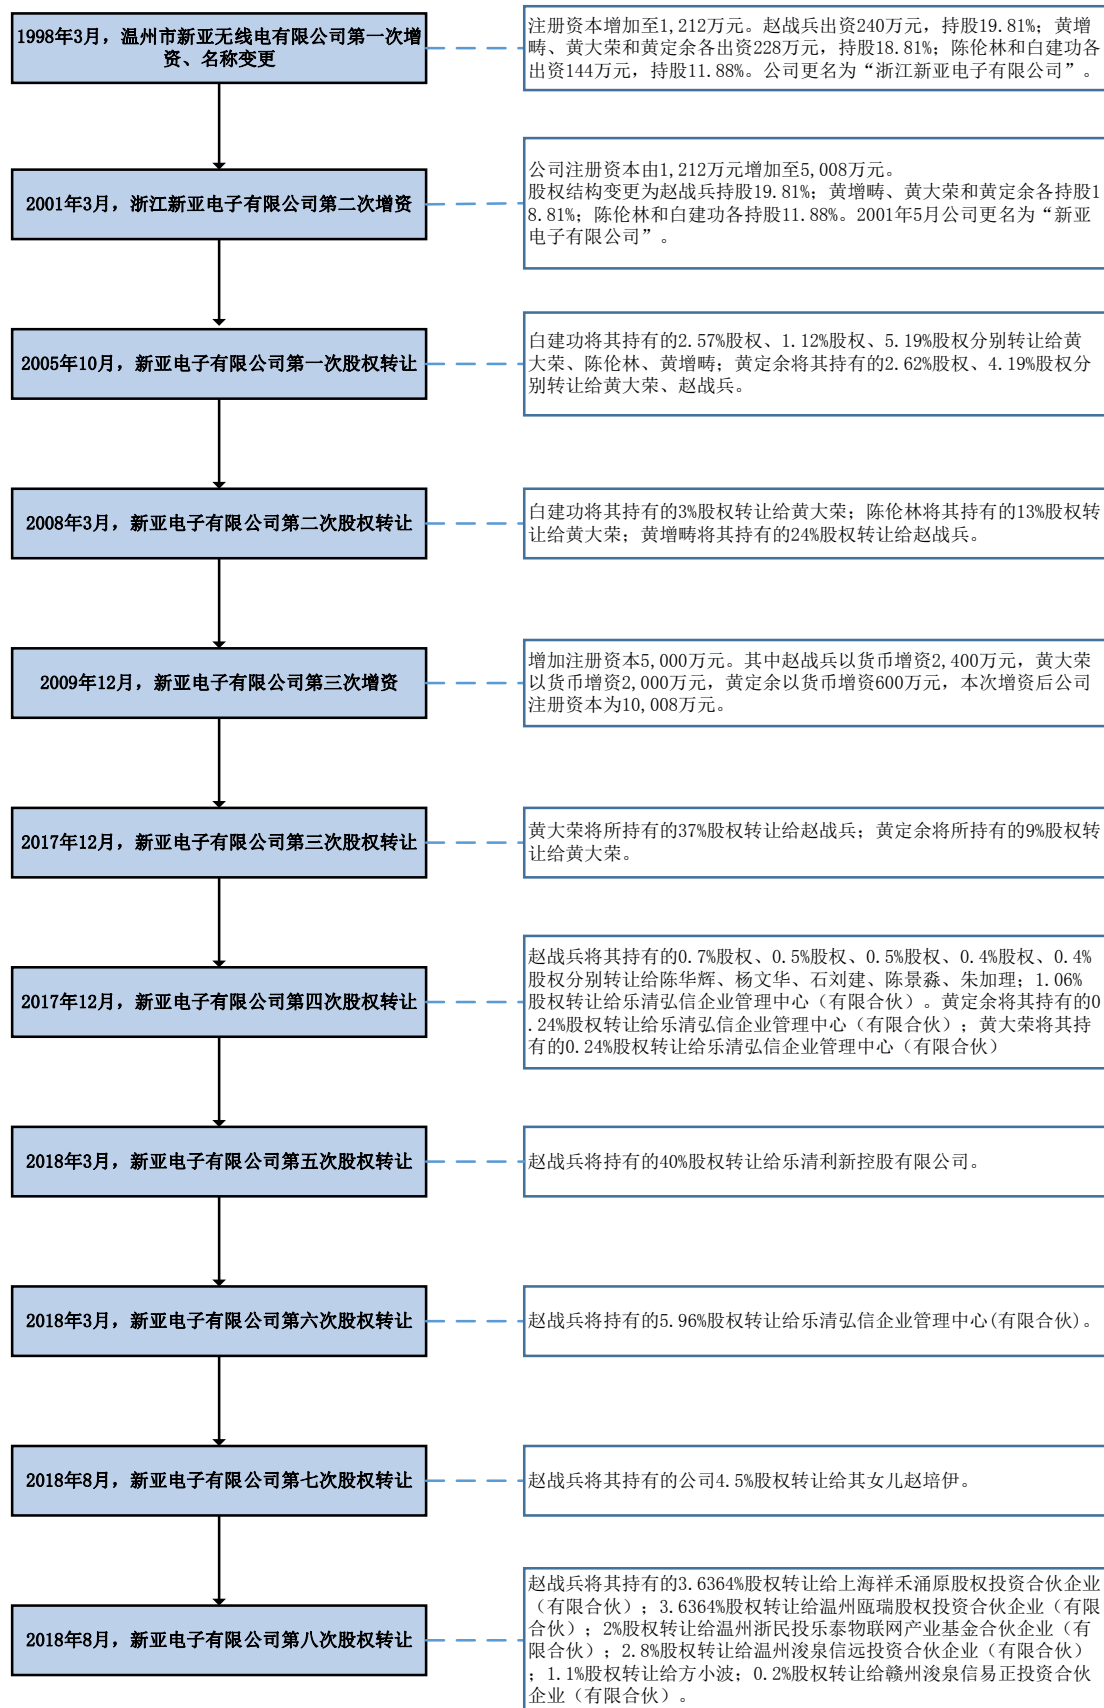 1998年3月，温州市新亚无线电有限公司第一次增
资、名称变更
注册资本增加至1,212万元。赵战兵出资240万元，持股19.81%；黄增
畴、黄大荣和黄定余各出资228万元，持股18.81%；陈伦林和白建功各
出资144万元，持股11.88%。公司更名为“浙江新亚电子有限公司”。
2001年3月，浙江新亚电子有限公司第二次增资
公司注册资本由1,212万元增加至5,008万元。
股权结构变更为赵战兵持股19.81%；黄增畴、黄大荣和黄定余各持股1
8.81%；陈伦林和白建功各持股11.88%。2001年5月公司更名为“新亚
电子有限公司”。
2005年10月，新亚电子有限公司第一次股权转让
白建功将其持有的2.57%股权、1.12%股权、5.19%股权分别转让给黄
大荣、陈伦林、黄增畴；黄定余将其持有的2.62%股权、4.19%股权分
别转让给黄大荣、赵战兵。
2008年3月，新亚电子有限公司第二次股权转让
白建功将其持有的3%股权转让给黄大荣；陈伦林将其持有的13%股权转
让给黄大荣；黄增畴将其持有的24%股权转让给赵战兵。
2009年12月，新亚电子有限公司第三次增资
增加注册资本5,000万元。其中赵战兵以货币增资2,400万元，黄大荣
以货币增资2,000万元，黄定余以货币增资600万元，本次增资后公司
注册资本为10,008万元。
2017年12月，新亚电子有限公司第三次股权转让
黄大荣将所持有的37%股权转让给赵战兵；黄定余将所持有的9%股权转
让给黄大荣。
2017年12月，新亚电子有限公司第四次股权转让
赵战兵将其持有的0.7%股权、0.5%股权、0.5%股权、0.4%股权、0.4%
股权分别转让给陈华辉、杨文华、石刘建、陈景淼、朱加理；1.06%
股权转让给乐清弘信企业管理中心（有限合伙）。黄定余将其持有的0
.24%股权转让给乐清弘信企业管理中心（有限合伙）；黄大荣将其持
有的0.24%股权转让给乐清弘信企业管理中心（有限合伙）
2018年3月，新亚电子有限公司第五次股权转让
赵战兵将持有的40%股权转让给乐清利新控股有限公司。
2018年3月，新亚电子有限公司第六次股权转让
赵战兵将持有的5.96%股权转让给乐清弘信企业管理中心(有限合伙)。
2018年8月，新亚电子有限公司第七次股权转让
赵战兵将其持有的公司4.5%股权转让给其女儿赵培伊。
2018年8月，新亚电子有限公司第八次股权转让
赵战兵将其持有的3.6364%股权转让给上海祥禾涌原股权投资合伙企业
（有限合伙）；3.6364%股权转让给温州瓯瑞股权投资合伙企业（有限
合伙）；2%股权转让给温州浙民投乐泰物联网产业基金合伙企业（有
限合伙）；2.8%股权转让给温州浚泉信远投资合伙企业（有限合伙）
；1.1%股权转让给方小波；0.2%股权转让给赣州浚泉信易正投资合伙
企业（有限合伙）。